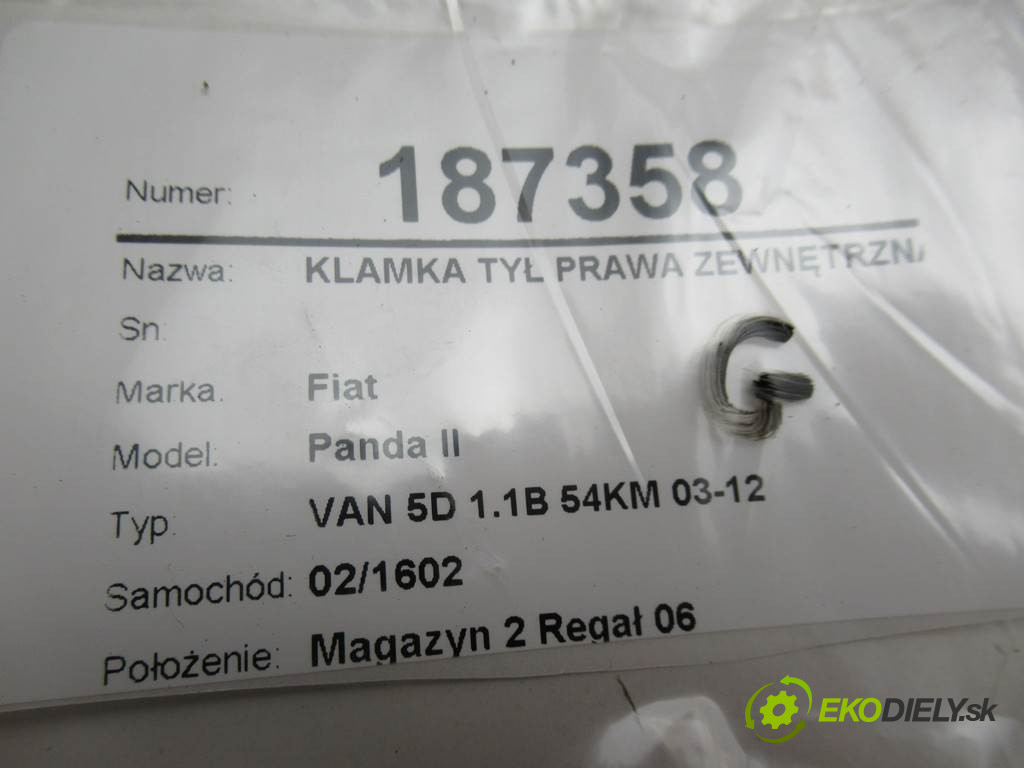 Numer: 187358
Nazwa: KLAMKA TYŁ PRAWA ZEWNĘTRZNA
Sn:
G
Marka: Fiat
Model: Panda II
Typ: VAN 5D 1.1B 54KM 03-12
Samochód: 02/1602
Położenie: Magazyn 2 Regał 06
EKODIELY.sk